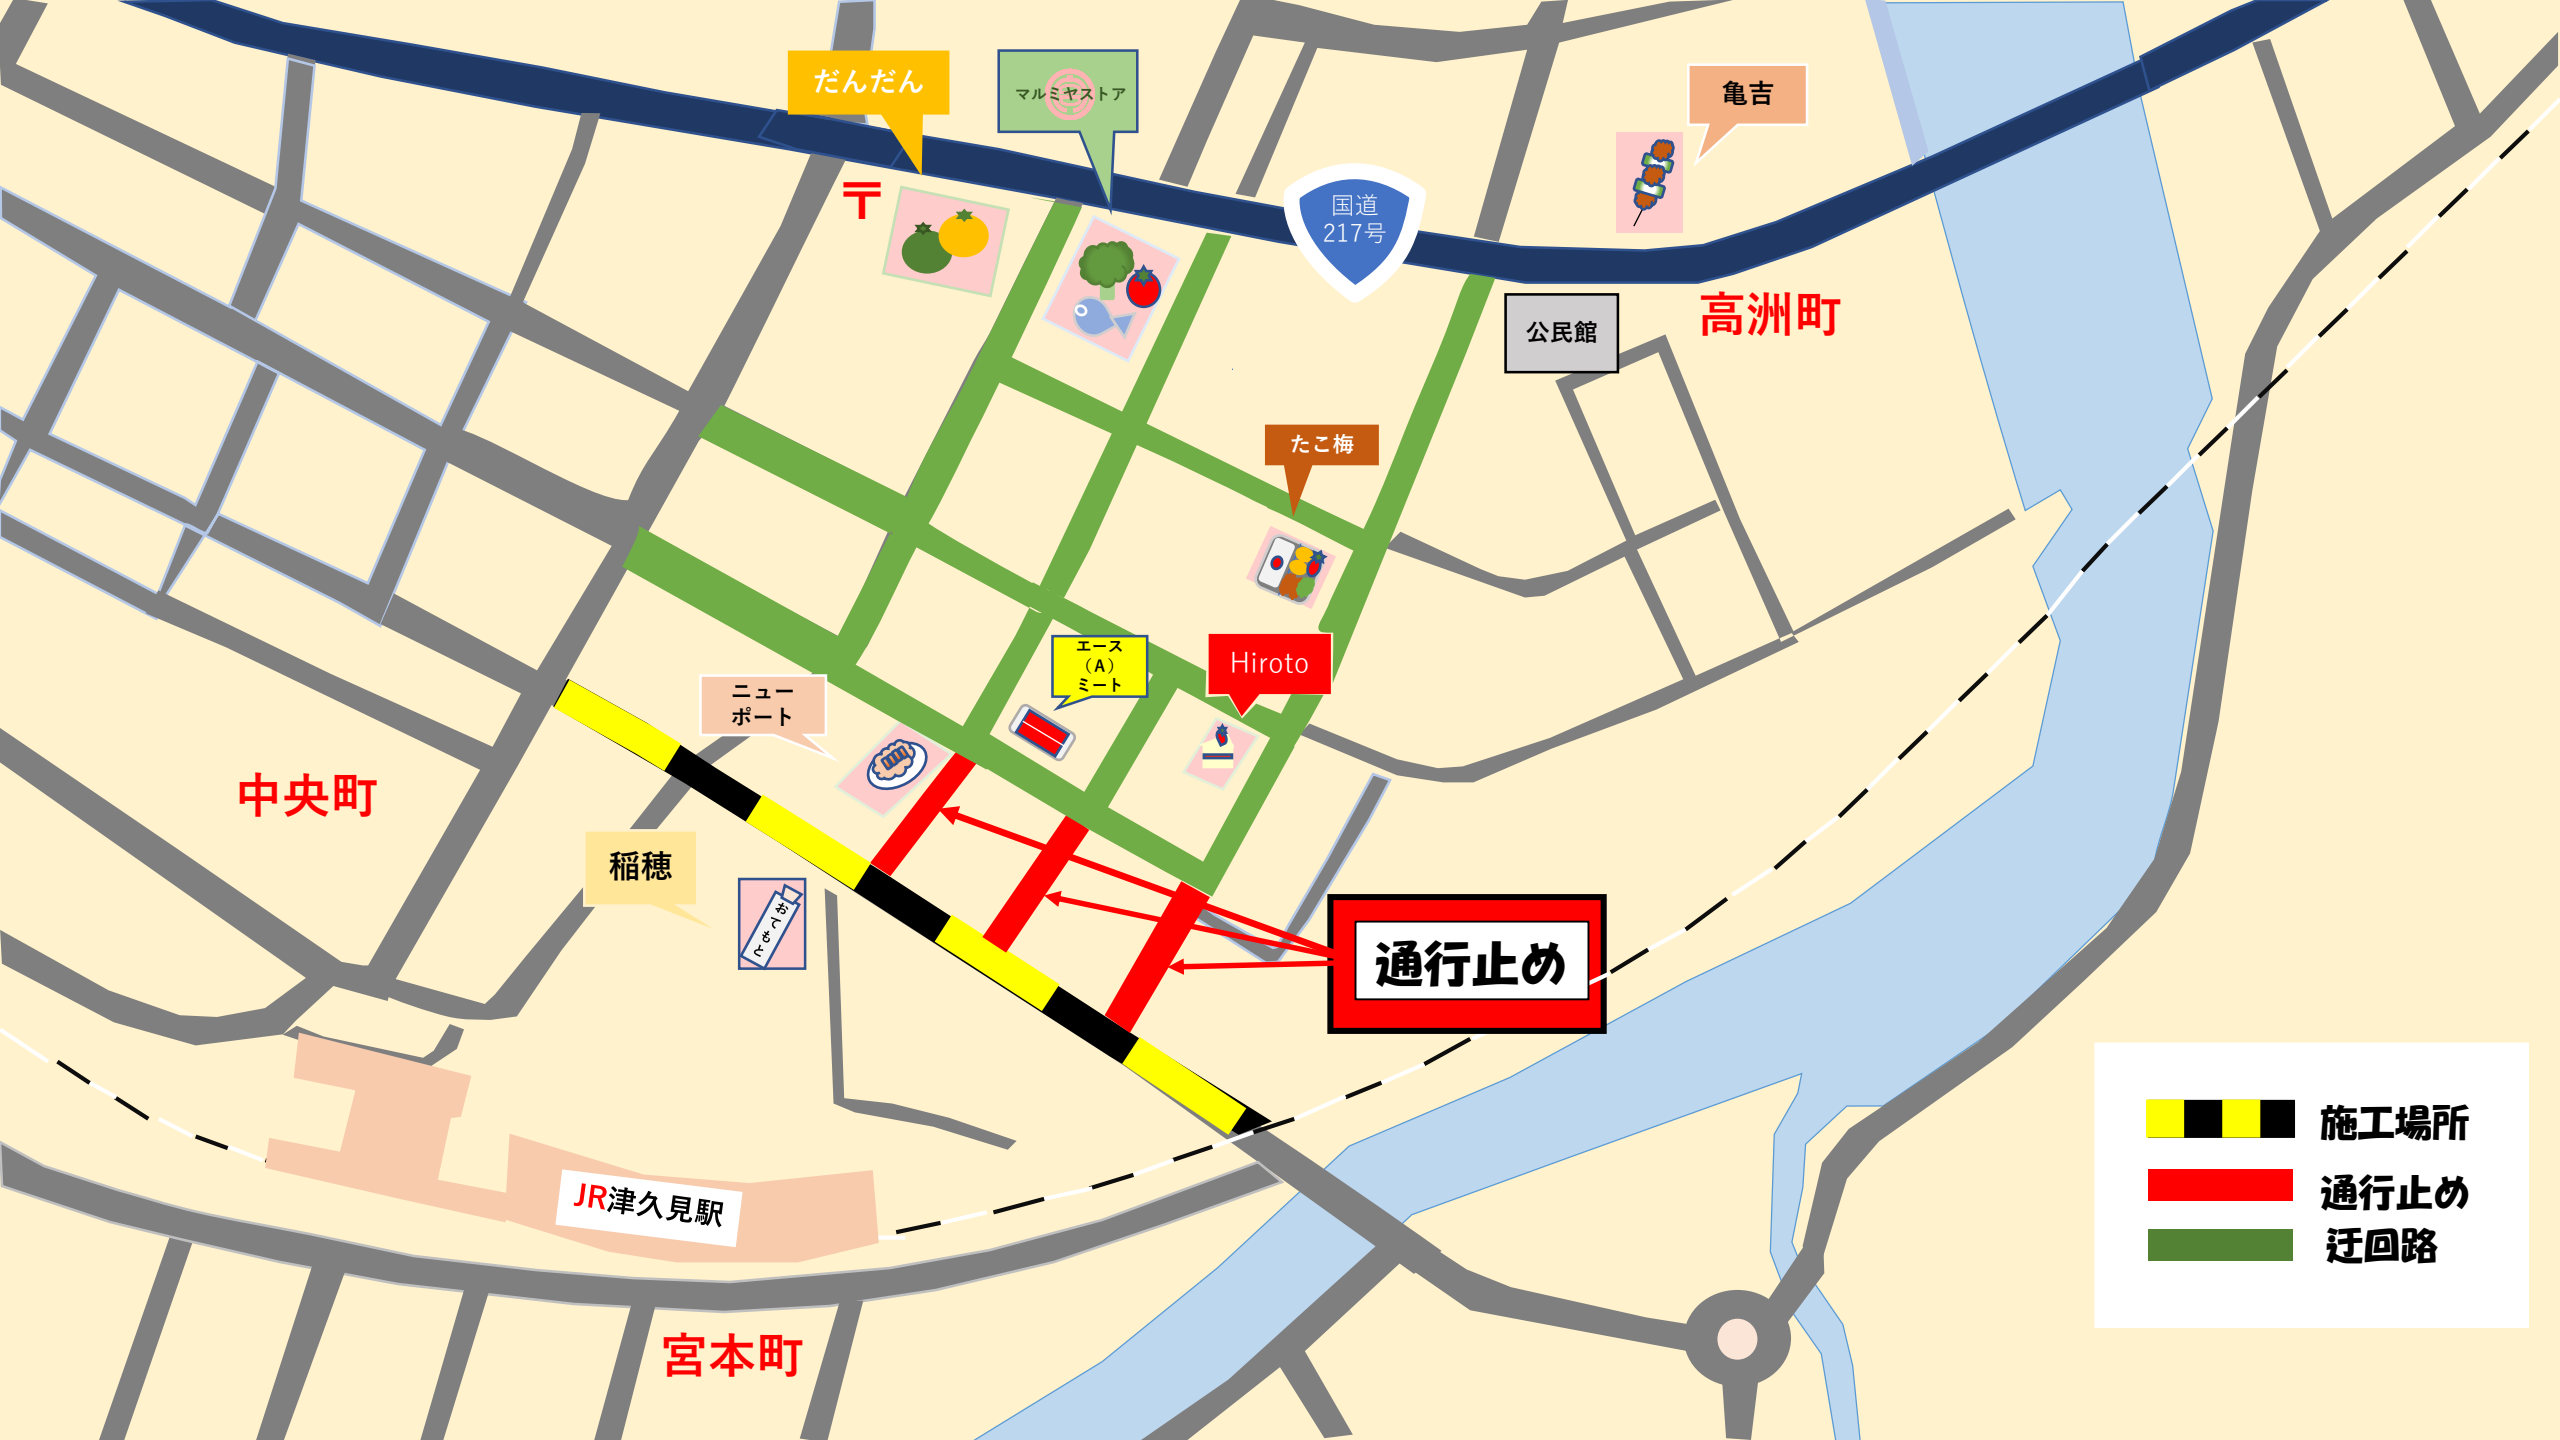 だんだん
マルミヤストア
亀吉
〒
国道
217号
高洲町
公民館
たこ梅
エース
（A）
ミート
Hiroto
ニュー
ポート
中央町
稲穂
おてもと
通行止め
JR津久見駅
宮本町
施工場所
通行止め
迂回路